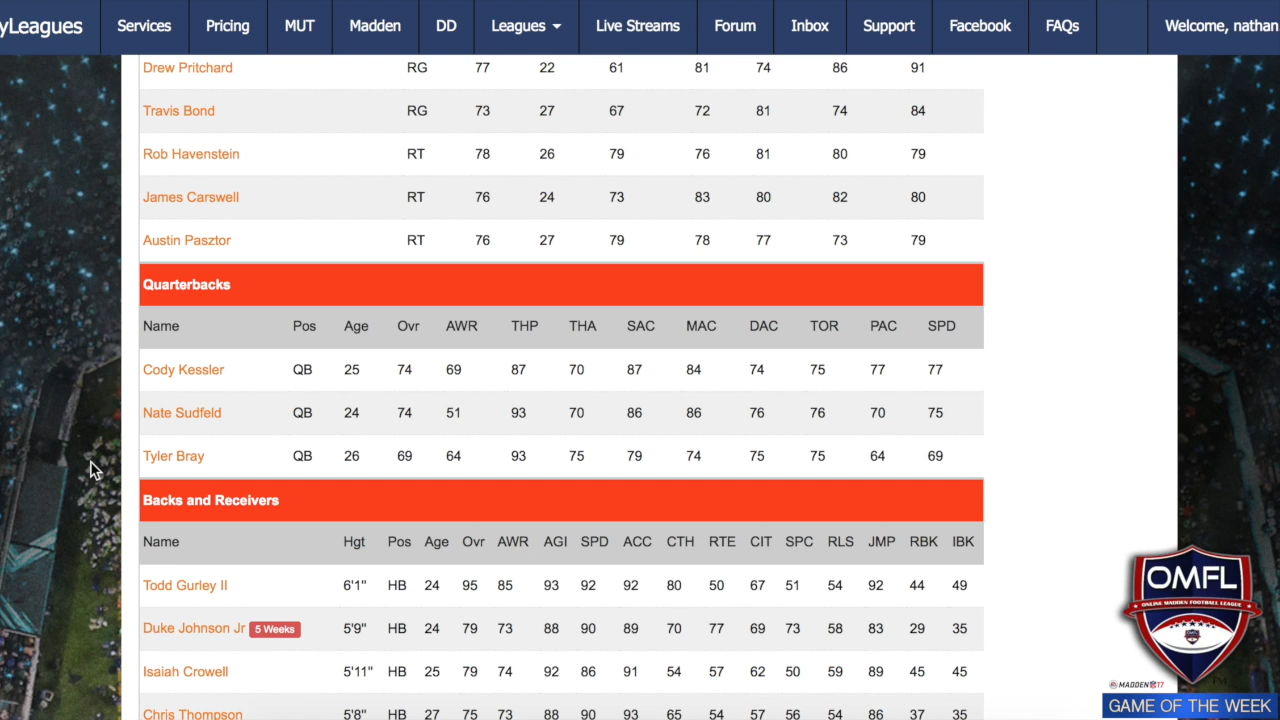 yLeagues Services Pricing MUT Madden DD Leagues Live Streams Forum Inbox Support Facebook FAQs Welcome, nathan
Drew Pritchard RG 77 22 61 81 74 86 91
Travis Bond RG 73 27 67 72 81 74 84
Rob Havenstein RT 78 26 79 76 81 80 79
James Carswell RT 76 24 73 83 80 82 80
Austin Pasztor RT 76 27 79 78 77 73 79
Quarterbacks
Name Pos Age Ovr AWR THP THA SAC MAC DAC TOR PAC SPD
Cody Kessler QB 25 74 69 87 70 87 84 74 75 77 77
Nate Sudfeld QB 24 74 51 93 70 86 86 76 76 70 75
Tyler Bray QB 26 69 64 93 75 79 74 75 75 64 69
Backs and Receivers
Name Hgt Pos Age Ovr AWR AGI SPD ACC CTH RTE CIT SPC RLS JMP RBK IBK
Todd Gurley II 6'1" HB 24 95 85 93 92 92 80 50 67 51 54 92 44 49
Duke Johnson Jr 5 Weeks 5'9" HB 24 79 73 88 90 89 70 77 69 73 58 83 29 35
Isaiah Crowell 5'11" HB 25 79 74 92 86 91 54 57 62 50 59 89 45 45
Chris Thompson 5'8" HB 27 75 73 88 90 93 65 54 57 56 54 86 37 35
OMFL
ONLINE MADDEN FOOTBALL LEAGUE
MADDEN NFL 17
GAME OF THE WEEK